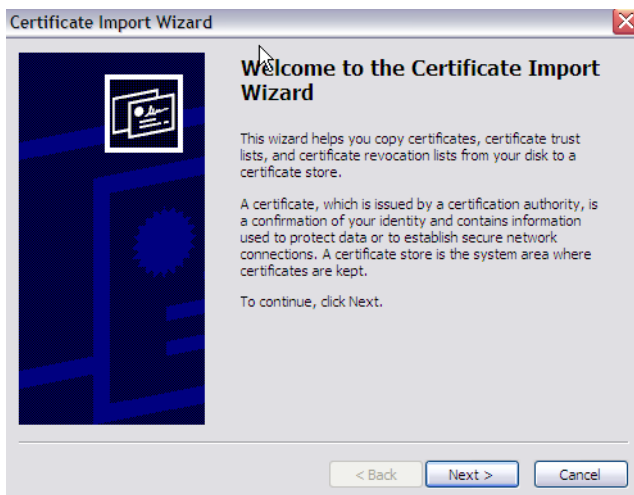 Certificate Import Wizard
Welcome to the Certificate Import
Wizard
This wizard helps you copy certificates, certificate trust
lists, and certificate revocation lists from your disk to a
certificate store.
A certificate, which is issued by a certification authority, is
a confirmation of your identity and contains information
used to protect data or to establish secure network
connections. A certificate store is the system area where
certificates are kept.
To continue, click Next.
< Back Next > Cancel